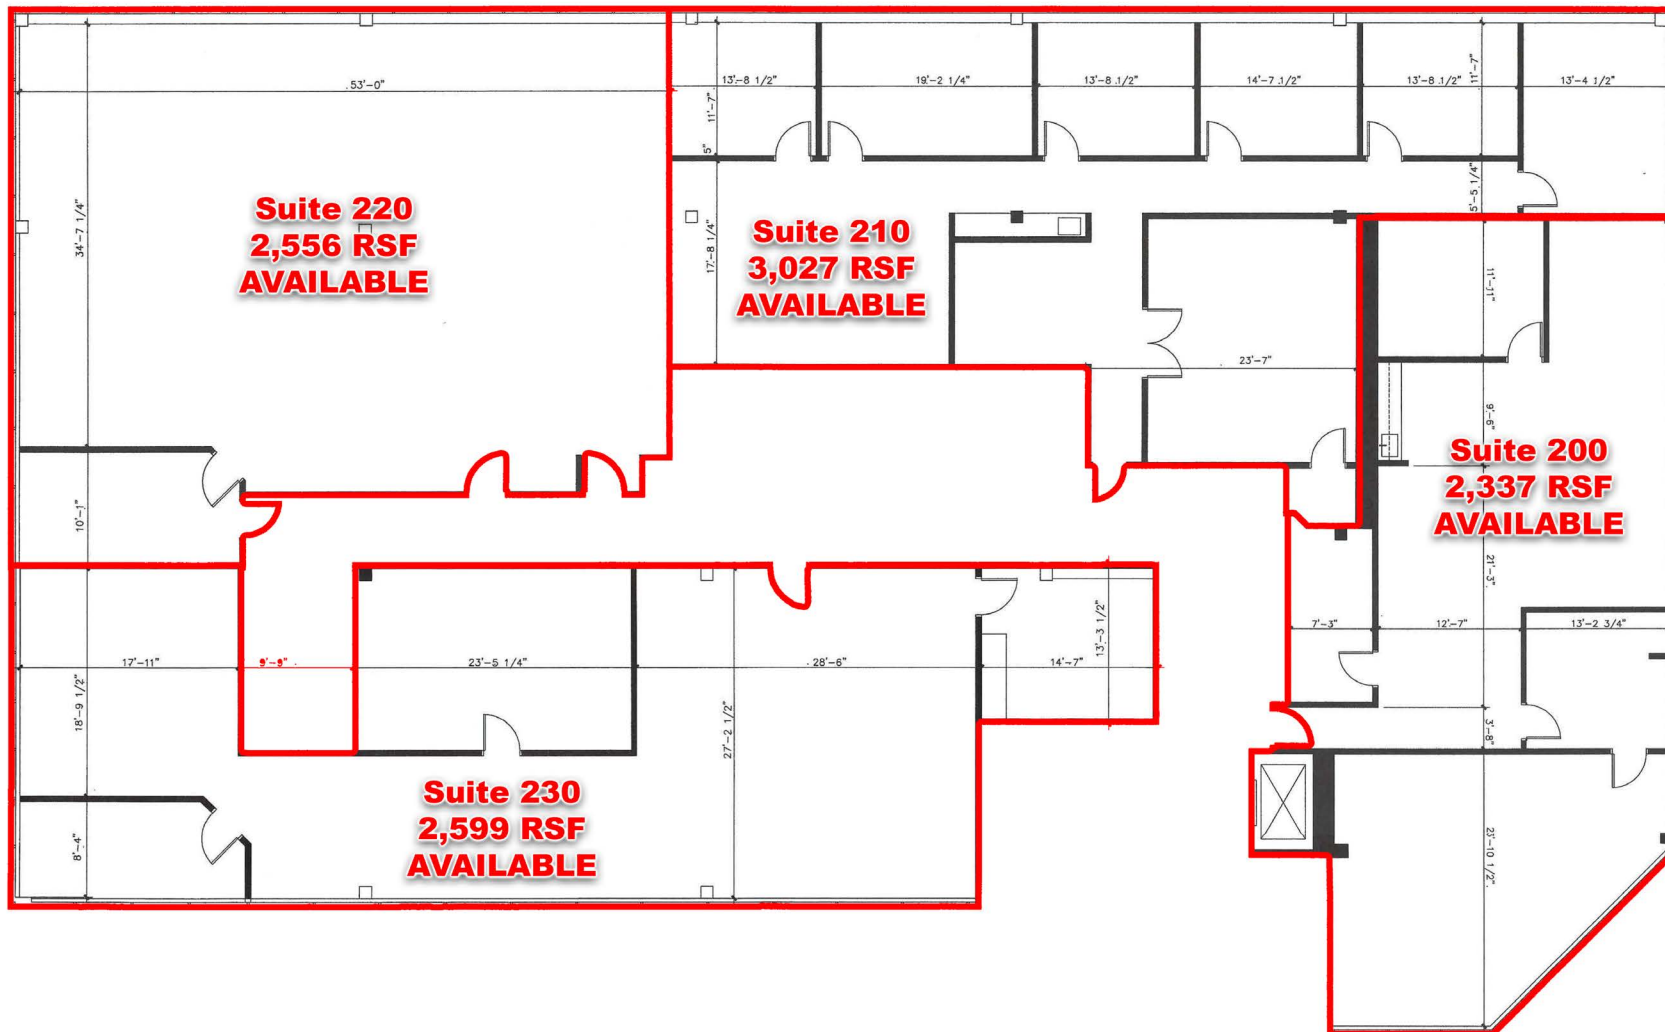 53'-0"
13'-8 1/2"
19'-2 1/4"
13'-8 1/2"
14'-7 1/2"
13'-8 1/2"
11'-7"
13'-4 1/2"
11'-7"
5"
34'-7 1/4"
17'-8 1/4"
5'-5 1/4"
Suite 220
2,556 RSF
AVAILABLE
Suite 210
3,027 RSF
AVAILABLE
11'-11"
23'-7"
9'-6"
Suite 200
2,337 RSF
AVAILABLE
10'-1"
21'-3"
13'-3 1/2"
7'-3"
12'-7"
13'-2 3/4"
17'-11"
9'-9"
23'-5 1/4"
28'-6"
14'-7"
18'-9 1/2"
27'-2 1/2"
3'-8"
Suite 230
2,599 RSF
AVAILABLE
8'-4"
23'-10 1/2"